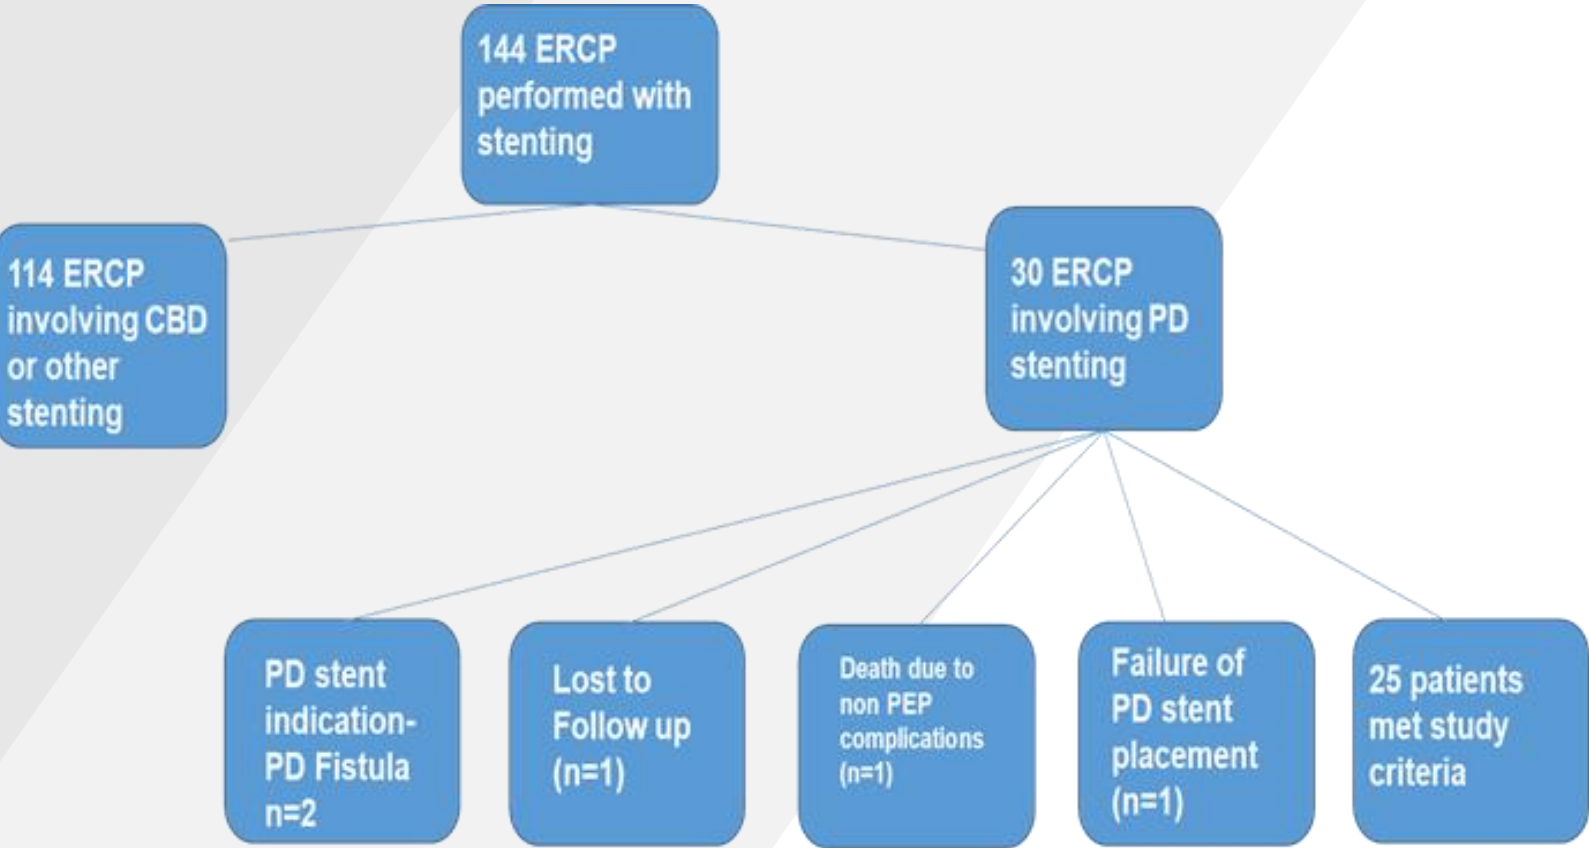 144 ERCP
performed with
stenting
114 ERCP
involving CBD
or other
stenting
30 ERCP
involving PD
stenting
PD stent
indication-
PD Fistula
n=2
Lost to
Follow up
(n=1)
Death due to
non PEP
complications
(n=1)
Failure of
PD stent
placement
(n=1)
25 patients
met study
criteria